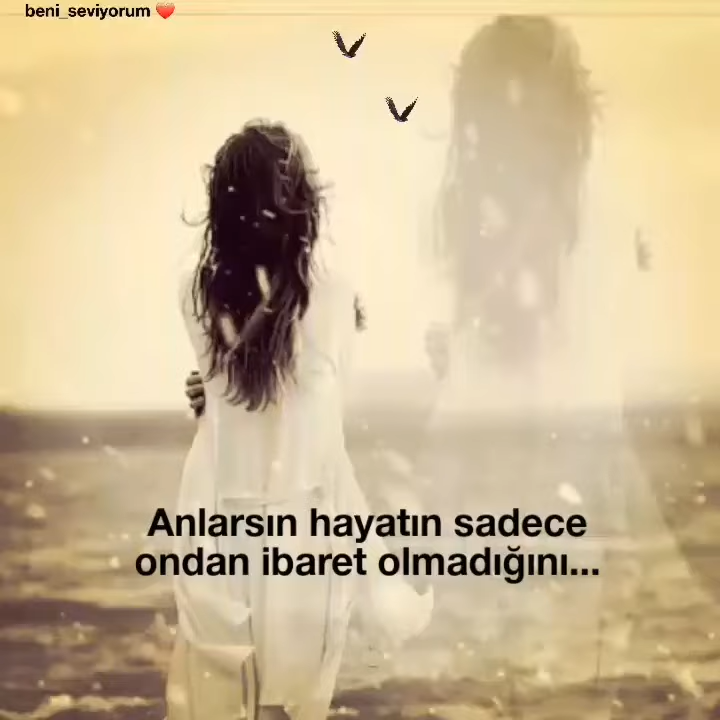 beni_seviyorum ❤️
Anlarsın hayatın sadece
ondan ibaret olmadığını...